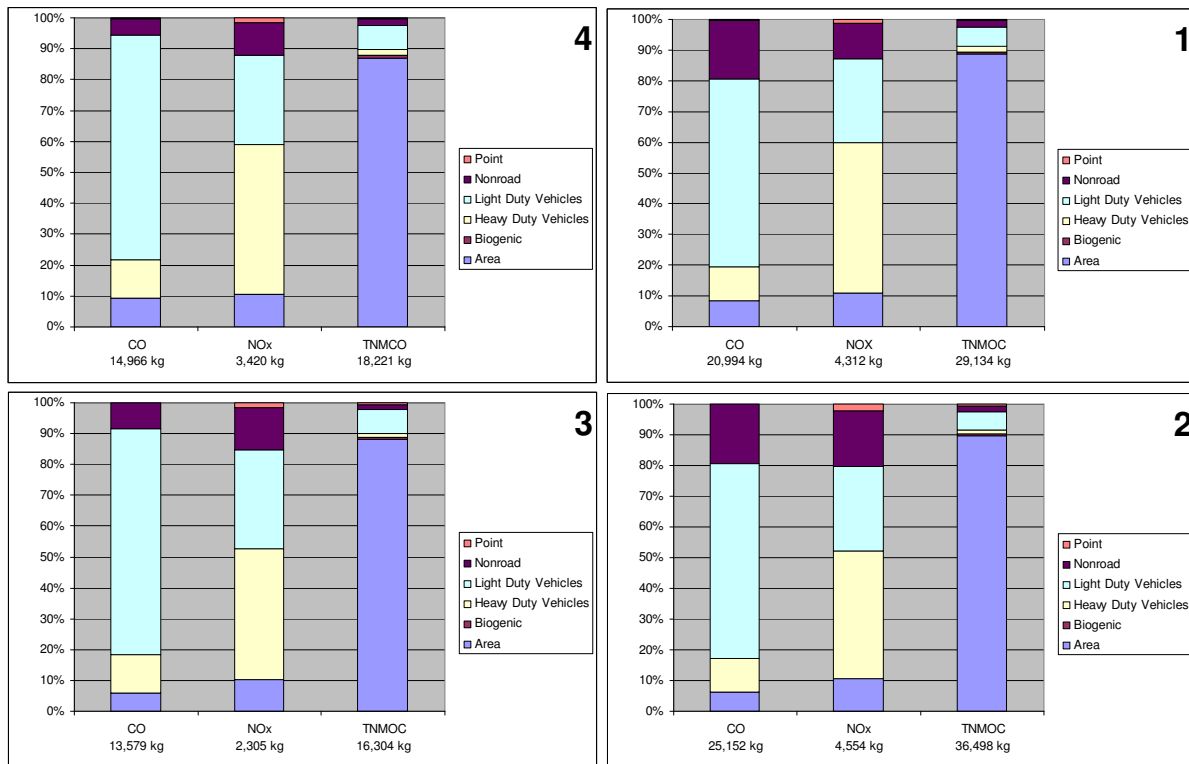 4
100%
90%
80%
70%
60%
50%
40%
30%
20%
10%
0%
CO NOx TNMCO
14,966 kg 3,420 kg 18,221 kg
Point
Nonroad
Light Duty Vehicles
Heavy Duty Vehicles
Biogenic
Area
1
100%
90%
80%
70%
60%
50%
40%
30%
20%
10%
0%
CO NOX TNMOC
20,994 kg 4,312 kg 29,134 kg
Point
Nonroad
Light Duty Vehicles
Heavy Duty Vehicles
Biogenic
Area
3
100%
90%
80%
70%
60%
50%
40%
30%
20%
10%
0%
CO NOx TNMOC
13,579 kg 2,305 kg 16,304 kg
Point
Nonroad
Light Duty Vehicles
Heavy Duty Vehicles
Biogenic
Area
2
100%
90%
80%
70%
60%
50%
40%
30%
20%
10%
0%
CO NOx TNMOC
25,152 kg 4,554 kg 36,498 kg
Point
Nonroad
Light Duty Vehicles
Heavy Duty Vehicles
Biogenic
Area